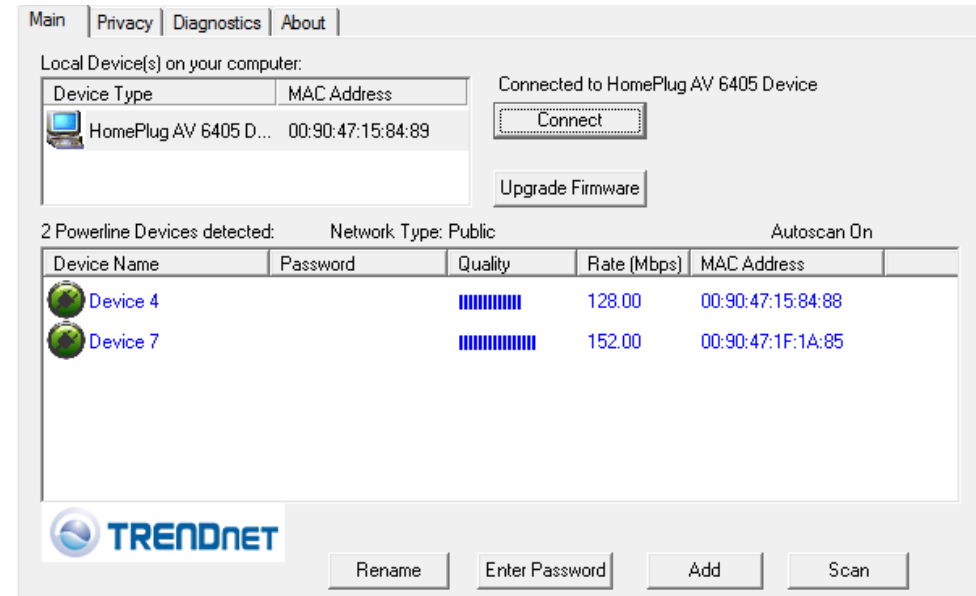 Main Privacy Diagnostics About
Local Device(s) on your computer:
Device Type MAC Address
HomePlug AV 6405 D... 00:90:47:15:84:89
Connected to HomePlug AV 6405 Device
Connect
Upgrade Firmware
2 Powerline Devices detected: Network Type: Public Autoscan On
Device Name Password Quality Rate (Mbps) MAC Address
Device 4 128.00 00:90:47:15:84:88
Device 7 152.00 00:90:47:1F:1A:85
TRENDnet
Rename Enter Password Add Scan